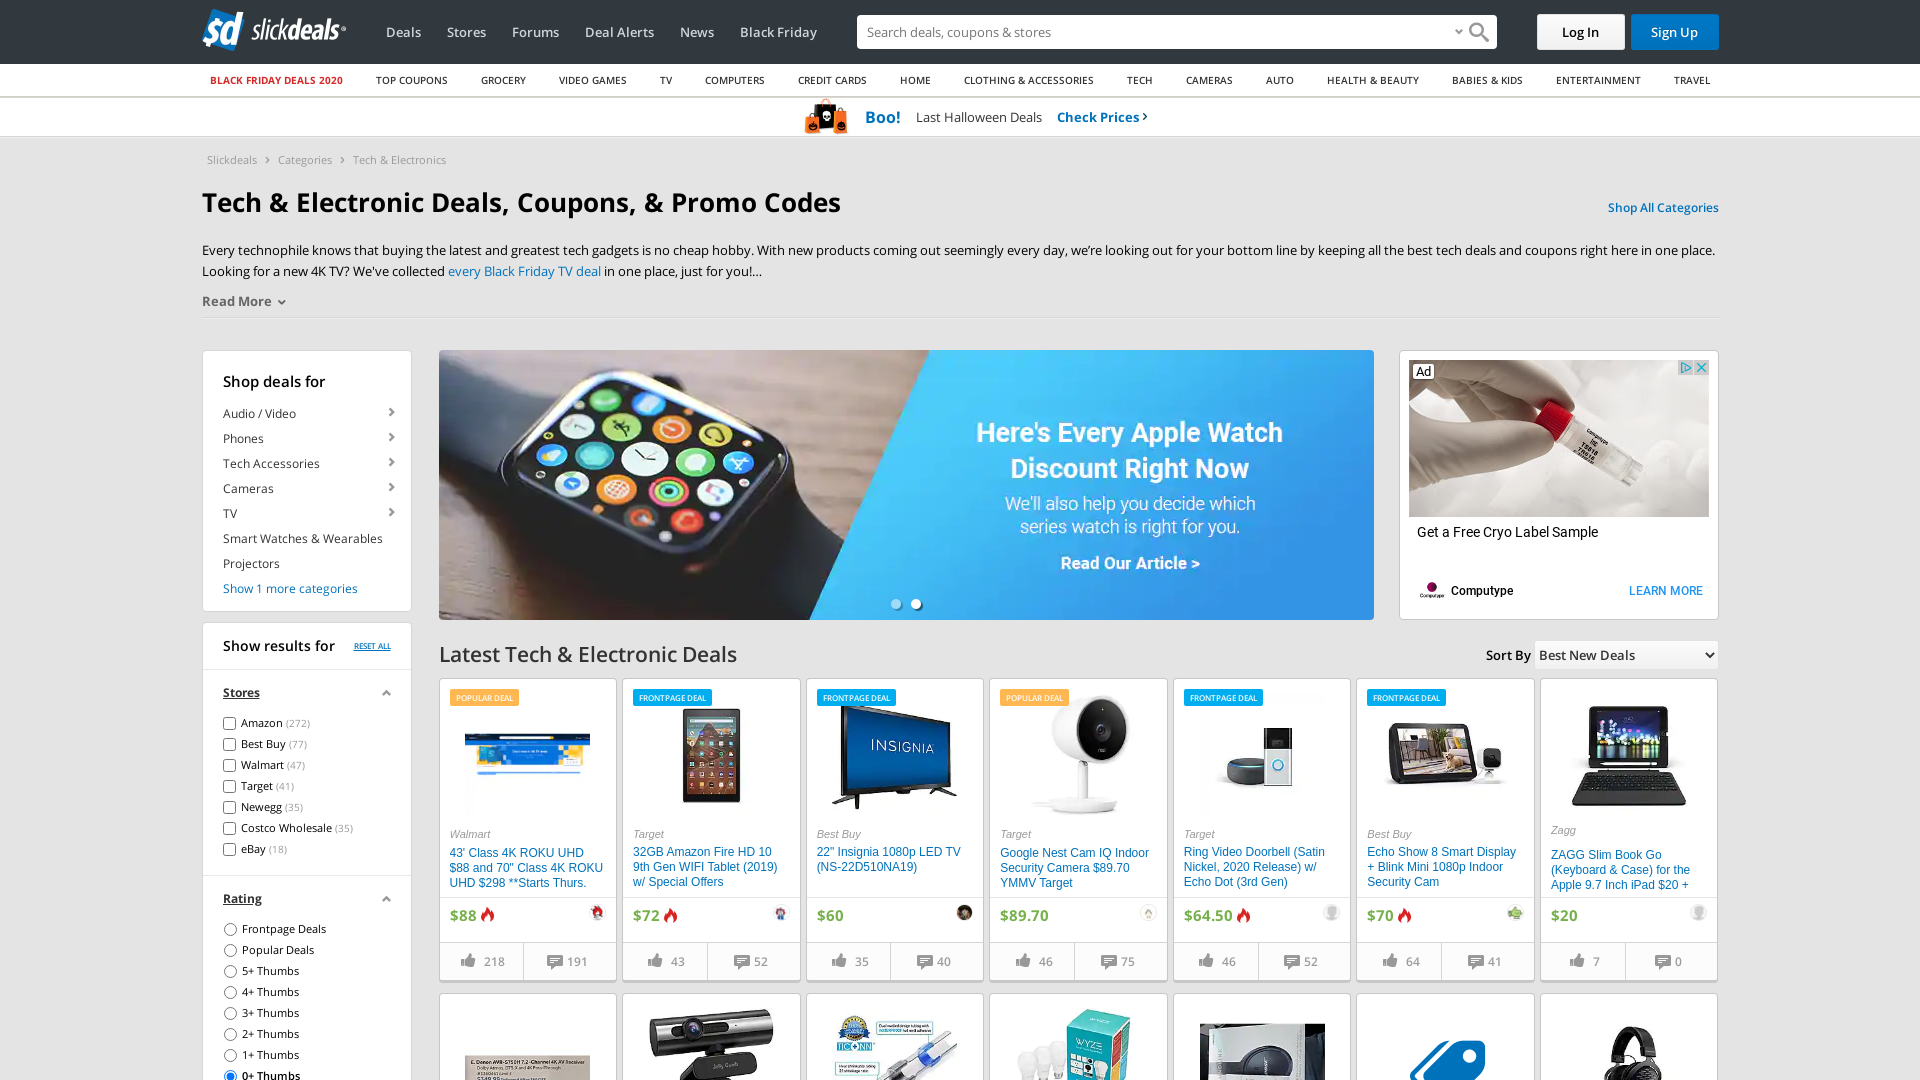 slickdeals
Deals
Stores
Forums
Deal Alerts
News
Black Friday
Search deals, coupons & stores
Log In
Sign Up
BLACK FRIDAY DEALS 2020
TOP COUPONS
GROCERY
VIDEO GAMES
TV
COMPUTERS
CREDIT CARDS
HOME
CLOTHING & ACCESSORIES
TECH
CAMERAS
AUTO
HEALTH & BEAUTY
BABIES & KIDS
ENTERTAINMENT
TRAVEL
Boo! Last Halloween Deals Check Prices
Slickdeals > Categories > Tech & Electronics
Tech & Electronic Deals, Coupons, & Promo Codes
Shop All Categories
Every technophile knows that buying the latest and greatest tech gadgets is no cheap hobby. With new products coming out seemingly every day, we’re looking out for your bottom line by keeping all the best tech deals and coupons right here in one place.
Looking for a new 4K TV? We've collected every Black Friday TV deal in one place, just for you!...
Read More
Shop deals for
Audio / Video
Phones
Tech Accessories
Cameras
TV
Smart Watches & Wearables
Projectors
Show 1 more categories
Here's Every Apple Watch
Discount Right Now
We'll also help you decide which
series watch is right for you.
Read Our Article >
Ad
Computype
Get a Free Cryo Label Sample
Computype
LEARN MORE
Show results for
RESET ALL
Stores
Amazon (272)
Best Buy (77)
Walmart (47)
Target (41)
Newegg (35)
Costco Wholesale (35)
eBay (18)
Rating
Frontpage Deals
Popular Deals
5+ Thumbs
4+ Thumbs
3+ Thumbs
2+ Thumbs
1+ Thumbs
0+ Thumbs
Latest Tech & Electronic Deals
Sort By Best New Deals
POPULAR DEAL
Walmart
43' Class 4K ROKU UHD
$88 and 70" Class 4K ROKU
UHD $298 **Starts Thurs.
$88
218
191
FRONTPAGE DEAL
Target
32GB Amazon Fire HD 10
9th Gen WIFI Tablet (2019)
w/ Special Offers
$72
43
52
FRONTPAGE DEAL
INSIGNIA
Best Buy
22" Insignia 1080p LED TV
(NS-22D510NA19)
$60
35
40
POPULAR DEAL
Target
Google Nest Cam IQ Indoor
Security Camera $89.70
YMMV Target
$89.70
46
75
FRONTPAGE DEAL
Target
Ring Video Doorbell (Satin
Nickel, 2020 Release) w/
Echo Dot (3rd Gen)
$64.50
46
52
FRONTPAGE DEAL
Best Buy
Echo Show 8 Smart Display
+ Blink Mini 1080p Indoor
Security Cam
$70
64
41
Zagg
ZAGG Slim Book Go
(Keyboard & Case) for the
Apple 9.7 Inch iPad $20 +
$20
7
0
TICONN
WYZE